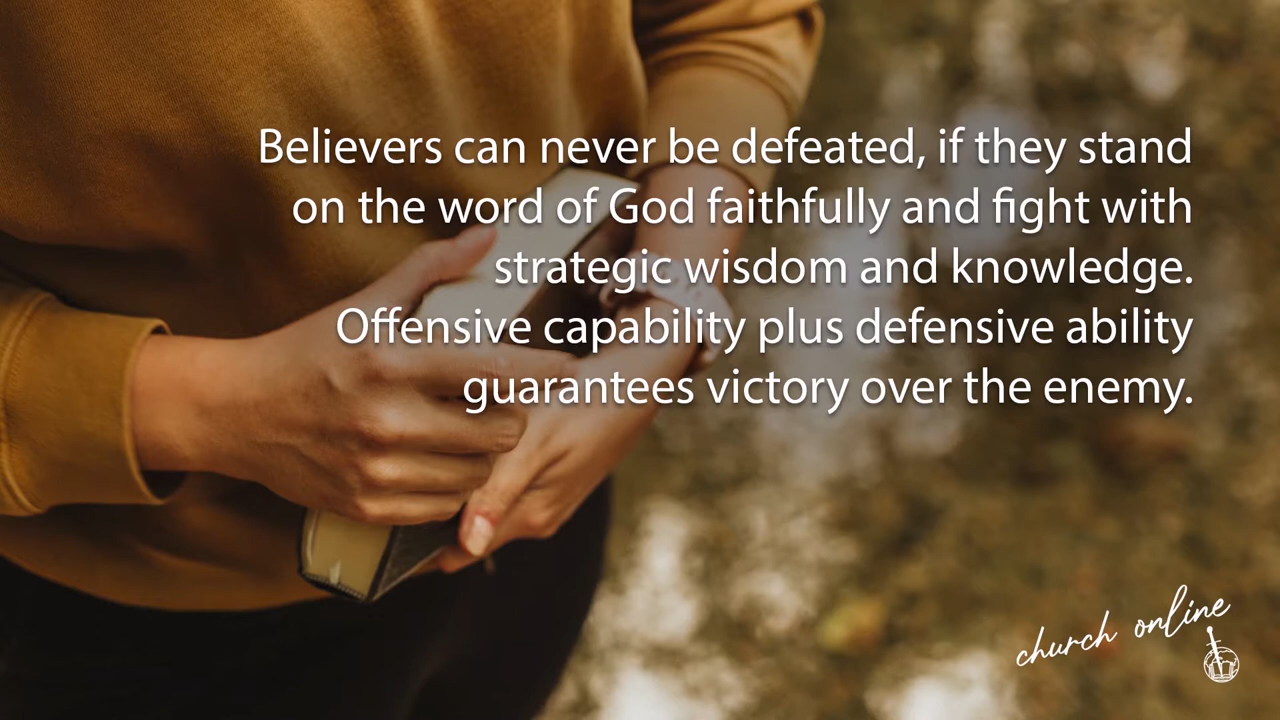 Believers can never be defeated, if they stand
on the word of God faithfully and fight with
strategic wisdom and knowledge.
Offensive capability plus defensive ability
guarantees victory over the enemy.
church online